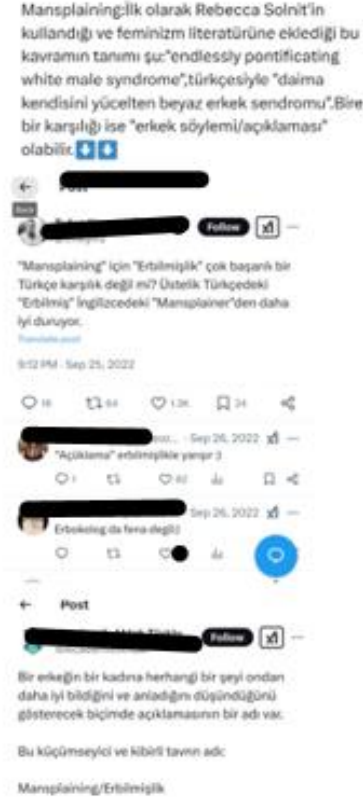 Mansplaining:İlk olarak Rebecca Solnit'in
kullandığı ve feminizm literatürüne eklediği bu
kavramın tanımı şu:"endlessly pontificating
white male syndrome",türkçesiyle "daima
kendisini yücelten beyaz erkek sendromu".Bire
bir karşılığı ise "erkek söylemi/açıklaması"
olabilir.
Back
Follow
"Mansplaining" için "Erbilmişlik" çok başarılı bir
Türkçe karşılık değil mi? Üstelik Türkçedeki
"Erbilmiş" İngilizcedeki "Mansplainer"den daha
iyi duruyor.
Translate post
9:12 PM · Sep 25, 2022
1.3K
Sep 26, 2022
"Açüklama" erbilmişlikle yarışır :)
Sep 26, 2022
Erbokolog da fena değil:)
Post
Follow
Bir erkeğin bir kadına herhangi bir şeyi ondan
daha iyi bildiğini ve anladığını düşündüğünü
gösterecek biçimde açıklamasının bir adı var.
Bu küçümseyici ve kibirli tavrın adı:
Mansplaining/Erbilmişlik